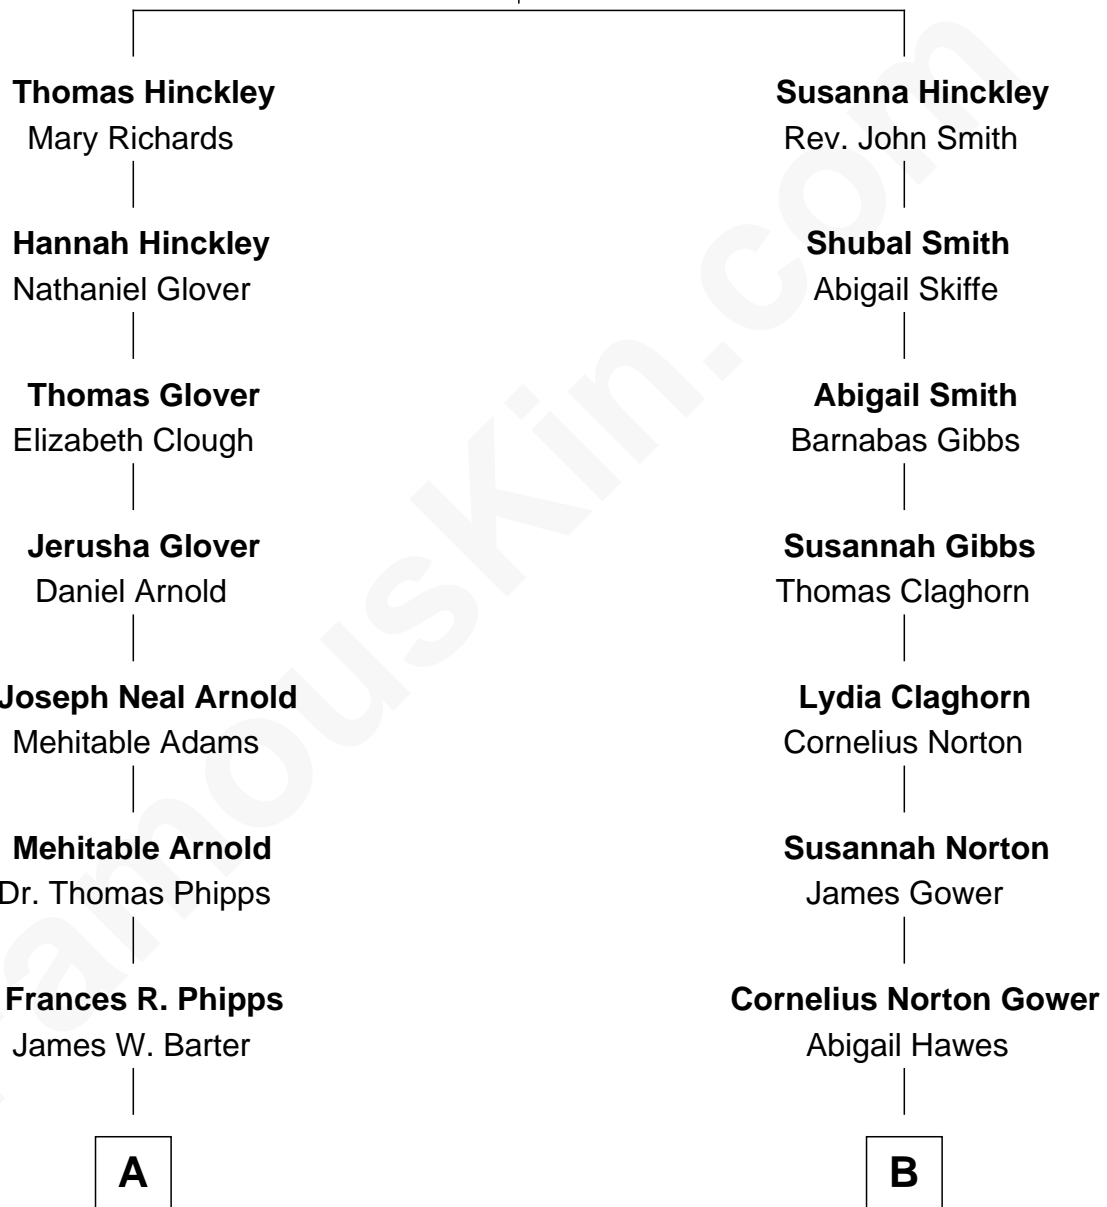 Thomas Hinckley
Mary Richards
Hannah Hinckley
Nathaniel Glover
Thomas Glover
Elizabeth Clough
Jerusha Glover
Daniel Arnold
Joseph Neal Arnold
Mehitable Adams
Mehitable Arnold
Dr. Thomas Phipps
Frances R. Phipps
James W. Barter
A
Susanna Hinckley
Rev. John Smith
Shubal Smith
Abigail Skiffe
Abigail Smith
Barnabas Gibbs
Susannah Gibbs
Thomas Claghorn
Lydia Claghorn
Cornelius Norton
Susannah Norton
James Gower
Cornelius Norton Gower
Abigail Hawes
B
FamousKin.com